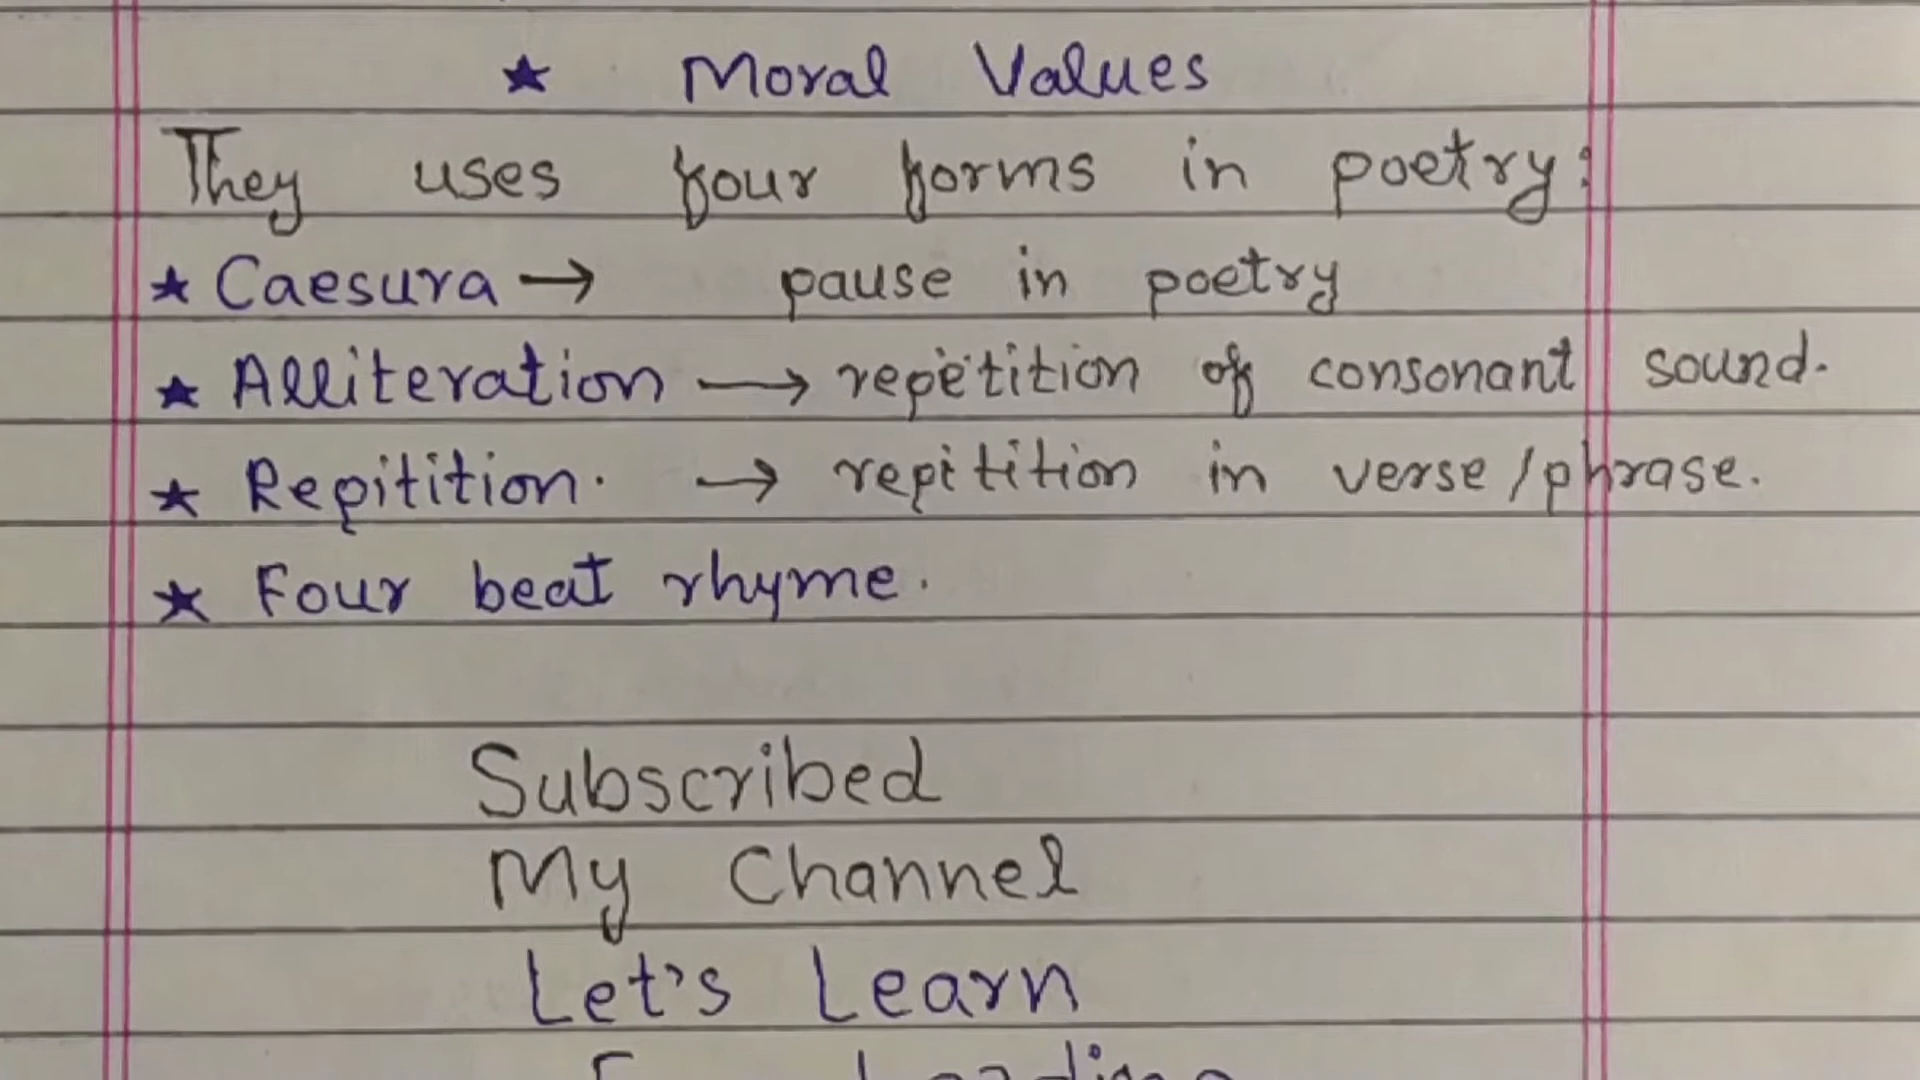 ★ Moral Values
They uses four forms in poetry:
★ Caesura → pause in poetry
★ Alliteration → repetition of consonant sound.
★ Repitition. → repitition in verse/phrase.
★ Four beat rhyme.
Subscribed
My Channel
Let's Learn